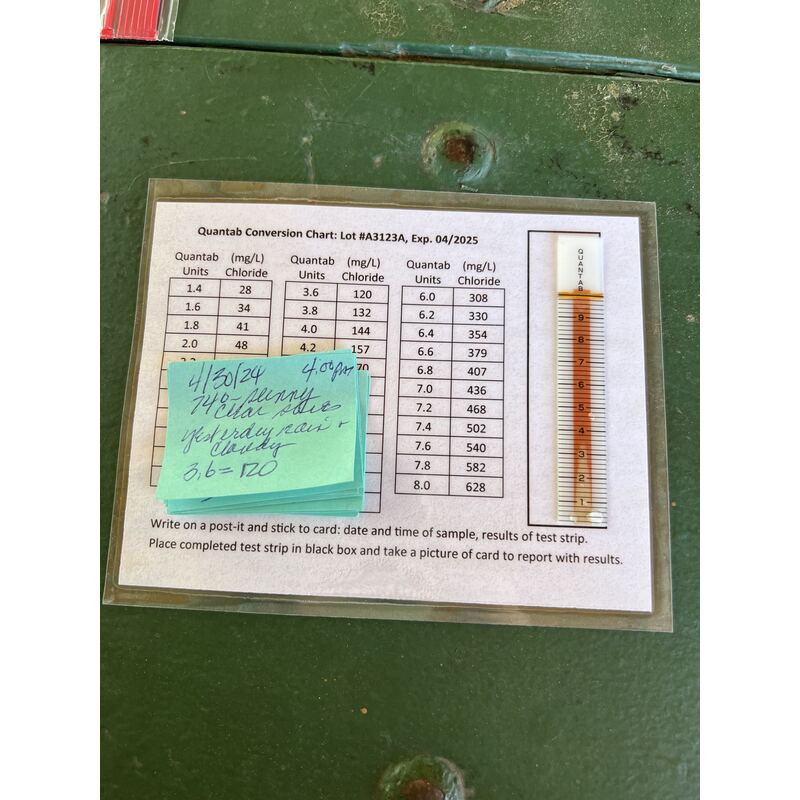 Quantab Conversion Chart: Lot #A3123A, Exp. 04/2025
Quantab Units (mg/L) Chloride
1.4 28
1.6 34
1.8 41
2.0 48
Quantab Units (mg/L) Chloride
3.6 120
3.8 132
4.0 144
4.2 157
70
Quantab Units (mg/L) Chloride
6.0 308
6.2 330
6.4 354
6.6 379
6.8 407
7.0 436
7.2 468
7.4 502
7.6 540
7.8 582
8.0 628
4/30/24 4:00pm
74° - sunny
clear skies
yesterday rain +
cloudy
3.6 = 120
Write on a post-it and stick to card: date and time of sample, results of test strip.
Place completed test strip in black box and take a picture of card to report with results.
QUANTAB
9
8
7
6
5
4
3
2
1